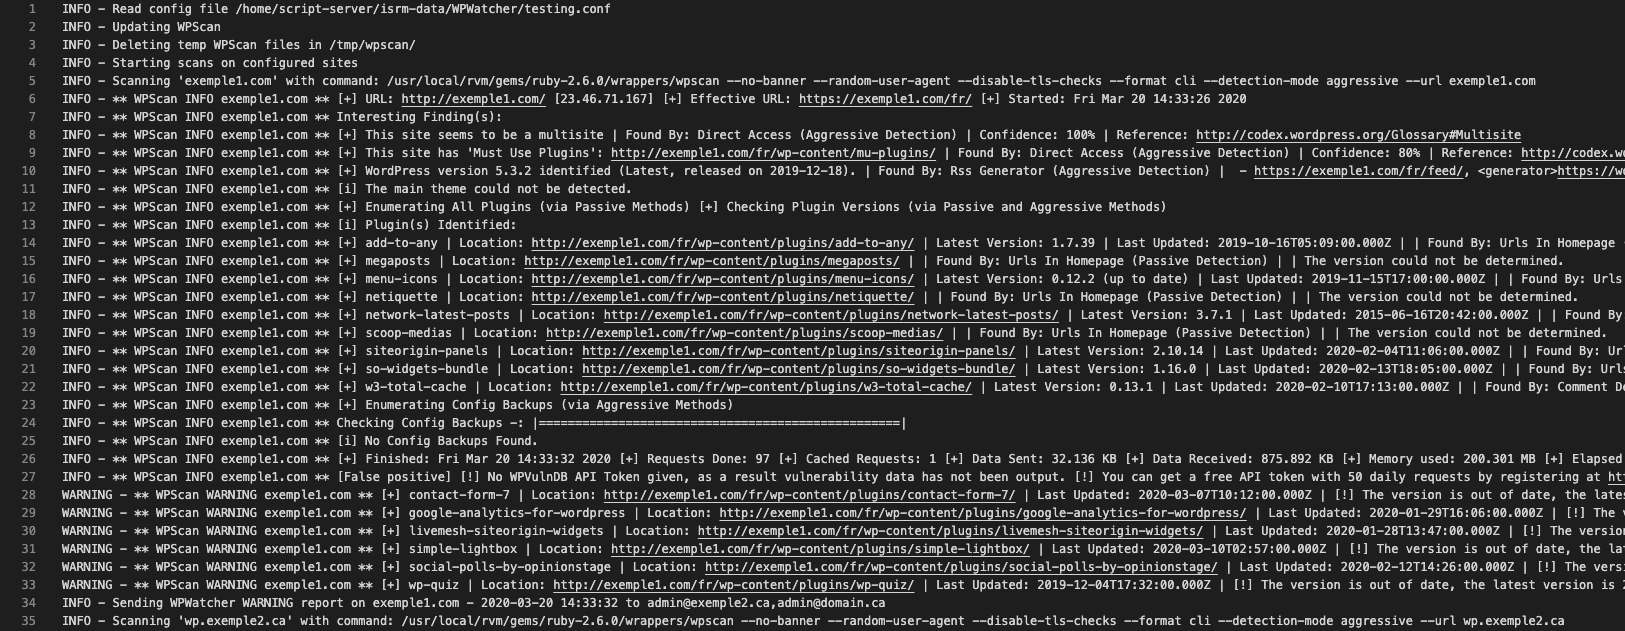 1 INFO - Read config file /home/script-server/isrm-data/WPWatcher/testing.conf
2 INFO - Updating WPScan
3 INFO - Deleting temp WPScan files in /tmp/wpscan/
4 INFO - Starting scans on configured sites
5 INFO - Scanning 'exemple1.com' with command: /usr/local/rvm/gems/ruby-2.6.0/wrappers/wpscan --no-banner --random-user-agent --disable-tls-checks --format cli --detection-mode aggressive --url exemple1.com
6 INFO - ** WPScan INFO exemple1.com ** [+] URL: http://exemple1.com/ [23.46.71.167] [+] Effective URL: https://exemple1.com/fr/ [+] Started: Fri Mar 20 14:33:26 2020
7 INFO - ** WPScan INFO exemple1.com ** Interesting Finding(s):
8 INFO - ** WPScan INFO exemple1.com ** [+] This site seems to be a multisite | Found By: Direct Access (Aggressive Detection) | Confidence: 100% | Reference: http://codex.wordpress.org/Glossary#Multisite
9 INFO - ** WPScan INFO exemple1.com ** [+] This site has 'Must Use Plugins': http://exemple1.com/fr/wp-content/mu-plugins/ | Found By: Direct Access (Aggressive Detection) | Confidence: 80% | Reference: http://codex.w
10 INFO - ** WPScan INFO exemple1.com ** [+] WordPress version 5.3.2 identified (Latest, released on 2019-12-18). | Found By: Rss Generator (Aggressive Detection) | - https://exemple1.com/fr/feed/, <generator>https://w
11 INFO - ** WPScan INFO exemple1.com ** [i] The main theme could not be detected.
12 INFO - ** WPScan INFO exemple1.com ** [+] Enumerating All Plugins (via Passive Methods) [+] Checking Plugin Versions (via Passive and Aggressive Methods)
13 INFO - ** WPScan INFO exemple1.com ** [i] Plugin(s) Identified:
14 INFO - ** WPScan INFO exemple1.com ** [+] add-to-any | Location: http://exemple1.com/fr/wp-content/plugins/add-to-any/ | Latest Version: 1.7.39 | Last Updated: 2019-10-16T05:09:00.000Z | | Found By: Urls In Homepage
15 INFO - ** WPScan INFO exemple1.com ** [+] megaposts | Location: http://exemple1.com/fr/wp-content/plugins/megaposts/ | | Found By: Urls In Homepage (Passive Detection) | | The version could not be determined.
16 INFO - ** WPScan INFO exemple1.com ** [+] menu-icons | Location: http://exemple1.com/fr/wp-content/plugins/menu-icons/ | Latest Version: 0.12.2 (up to date) | Last Updated: 2019-11-15T17:00:00.000Z | | Found By: Urls
17 INFO - ** WPScan INFO exemple1.com ** [+] netiquette | Location: http://exemple1.com/fr/wp-content/plugins/netiquette/ | | Found By: Urls In Homepage (Passive Detection) | | The version could not be determined.
18 INFO - ** WPScan INFO exemple1.com ** [+] network-latest-posts | Location: http://exemple1.com/fr/wp-content/plugins/network-latest-posts/ | Latest Version: 3.7.1 | Last Updated: 2015-06-16T20:42:00.000Z | | Found By:
19 INFO - ** WPScan INFO exemple1.com ** [+] scoop-medias | Location: http://exemple1.com/fr/wp-content/plugins/scoop-medias/ | | Found By: Urls In Homepage (Passive Detection) | | The version could not be determined.
20 INFO - ** WPScan INFO exemple1.com ** [+] siteorigin-panels | Location: http://exemple1.com/fr/wp-content/plugins/siteorigin-panels/ | Latest Version: 2.10.14 | Last Updated: 2020-02-04T11:06:00.000Z | | Found By: Url
21 INFO - ** WPScan INFO exemple1.com ** [+] so-widgets-bundle | Location: http://exemple1.com/fr/wp-content/plugins/so-widgets-bundle/ | Latest Version: 1.16.0 | Last Updated: 2020-02-13T18:05:00.000Z | | Found By: Urls
22 INFO - ** WPScan INFO exemple1.com ** [+] w3-total-cache | Location: http://exemple1.com/fr/wp-content/plugins/w3-total-cache/ | Latest Version: 0.13.1 | Last Updated: 2020-02-10T17:13:00.000Z | | Found By: Comment De
23 INFO - ** WPScan INFO exemple1.com ** [+] Enumerating Config Backups (via Aggressive Methods)
24 INFO - ** WPScan INFO exemple1.com ** Checking Config Backups -: |==================================================|
25 INFO - ** WPScan INFO exemple1.com ** [i] No Config Backups Found.
26 INFO - ** WPScan INFO exemple1.com ** [+] Finished: Fri Mar 20 14:33:32 2020 [+] Requests Done: 97 [+] Cached Requests: 1 [+] Data Sent: 32.136 KB [+] Data Received: 875.892 KB [+] Memory used: 200.301 MB [+] Elapsed
27 INFO - ** WPScan INFO exemple1.com ** [False positive] [!] No WPVulnDB API Token given, as a result vulnerability data has not been output. [!] You can get a free API token with 50 daily requests by registering at ht
28 WARNING - ** WPScan WARNING exemple1.com ** [+] contact-form-7 | Location: http://exemple1.com/fr/wp-content/plugins/contact-form-7/ | Last Updated: 2020-03-07T10:12:00.000Z | [!] The version is out of date, the lates
29 WARNING - ** WPScan WARNING exemple1.com ** [+] google-analytics-for-wordpress | Location: http://exemple1.com/fr/wp-content/plugins/google-analytics-for-wordpress/ | Last Updated: 2020-01-29T16:06:00.000Z | [!] The v
30 WARNING - ** WPScan WARNING exemple1.com ** [+] livemesh-siteorigin-widgets | Location: http://exemple1.com/fr/wp-content/plugins/livemesh-siteorigin-widgets/ | Last Updated: 2020-01-28T13:47:00.000Z | [!] The version
31 WARNING - ** WPScan WARNING exemple1.com ** [+] simple-lightbox | Location: http://exemple1.com/fr/wp-content/plugins/simple-lightbox/ | Last Updated: 2020-03-10T02:57:00.000Z | [!] The version is out of date, the lat
32 WARNING - ** WPScan WARNING exemple1.com ** [+] social-polls-by-opinionstage | Location: http://exemple1.com/fr/wp-content/plugins/social-polls-by-opinionstage/ | Last Updated: 2020-02-12T14:26:00.000Z | [!] The versio
33 WARNING - ** WPScan WARNING exemple1.com ** [+] wp-quiz | Location: http://exemple1.com/fr/wp-content/plugins/wp-quiz/ | Last Updated: 2019-12-04T17:32:00.000Z | [!] The version is out of date, the latest version is 2
34 INFO - Sending WPWatcher WARNING report on exemple1.com - 2020-03-20 14:33:32 to admin@exemple2.ca,admin@domain.ca
35 INFO - Scanning 'wp.exemple2.ca' with command: /usr/local/rvm/gems/ruby-2.6.0/wrappers/wpscan --no-banner --random-user-agent --disable-tls-checks --format cli --detection-mode aggressive --url wp.exemple2.ca